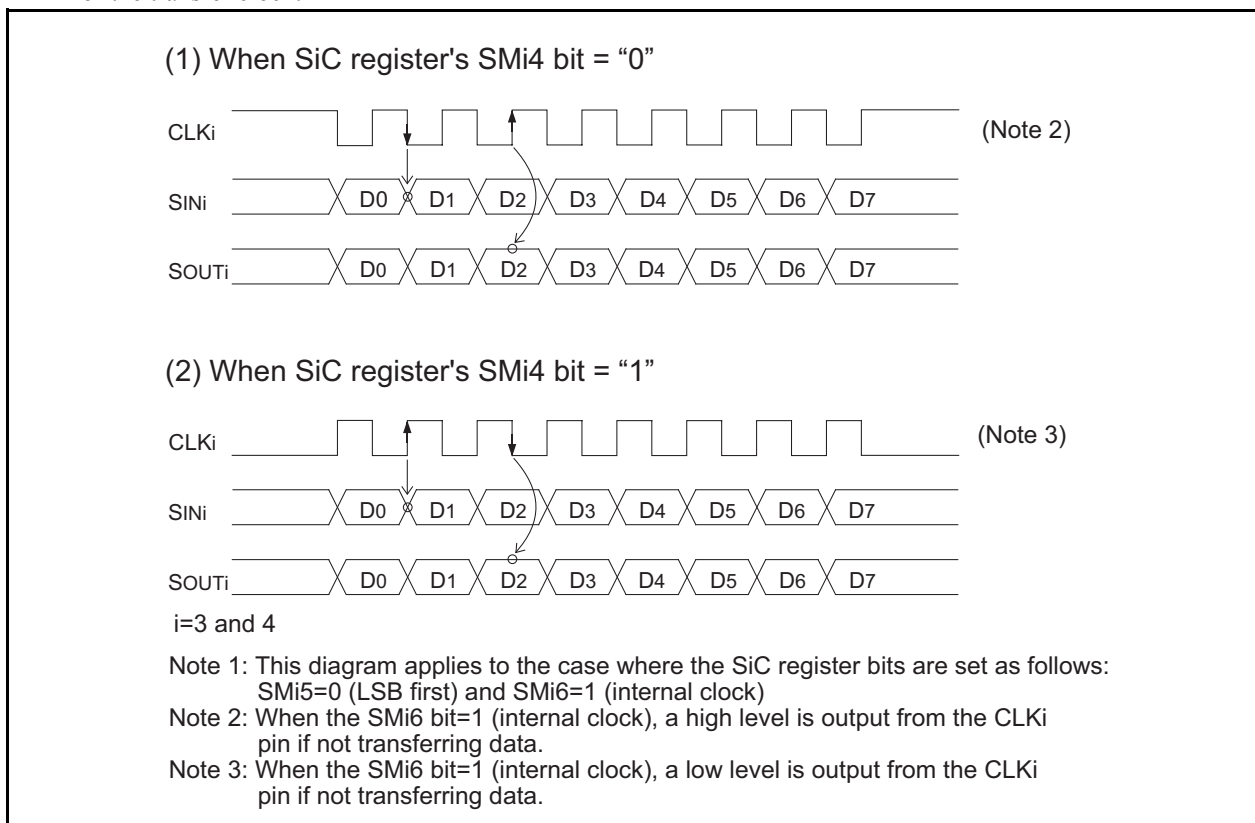 (1) When SiC register's SMi4 bit = “0”
CLKi
(Note 2)
SINi D0 D1 D2 D3 D4 D5 D6 D7
SOUTi D0 D1 D2 D3 D4 D5 D6 D7
(2) When SiC register's SMi4 bit = “1”
CLKi
(Note 3)
SINi D0 D1 D2 D3 D4 D5 D6 D7
SOUTi D0 D1 D2 D3 D4 D5 D6 D7
i=3 and 4
Note 1: This diagram applies to the case where the SiC register bits are set as follows:
SMi5=0 (LSB first) and SMi6=1 (internal clock)
Note 2: When the SMi6 bit=1 (internal clock), a high level is output from the CLKi
pin if not transferring data.
Note 3: When the SMi6 bit=1 (internal clock), a low level is output from the CLKi
pin if not transferring data.